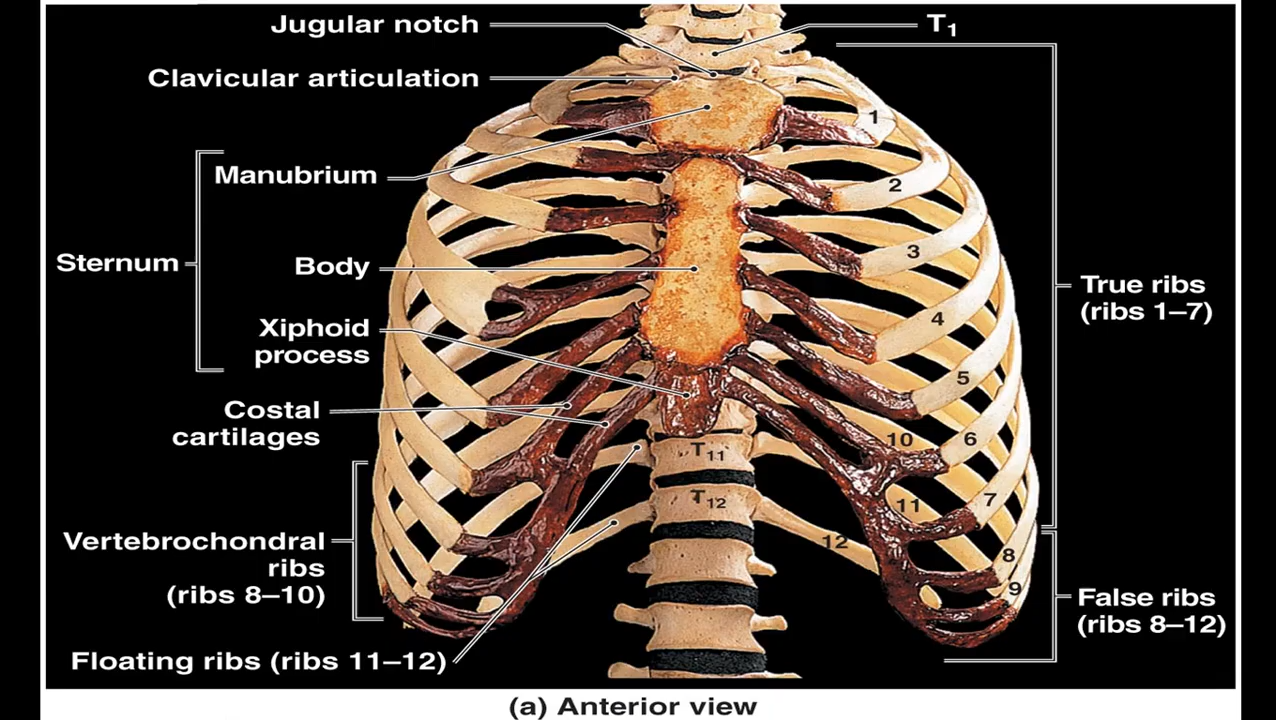 Jugular notch
T1
Clavicular articulation
Manubrium
Sternum
Body
Xiphoid
process
Costal
cartilages
Vertebrochondral
ribs
(ribs 8–10)
Floating ribs (ribs 11–12)
1
2
3
4
5
6
7
8
9
10
11
12
T11
T12
True ribs
(ribs 1–7)
False ribs
(ribs 8–12)
(a) Anterior view